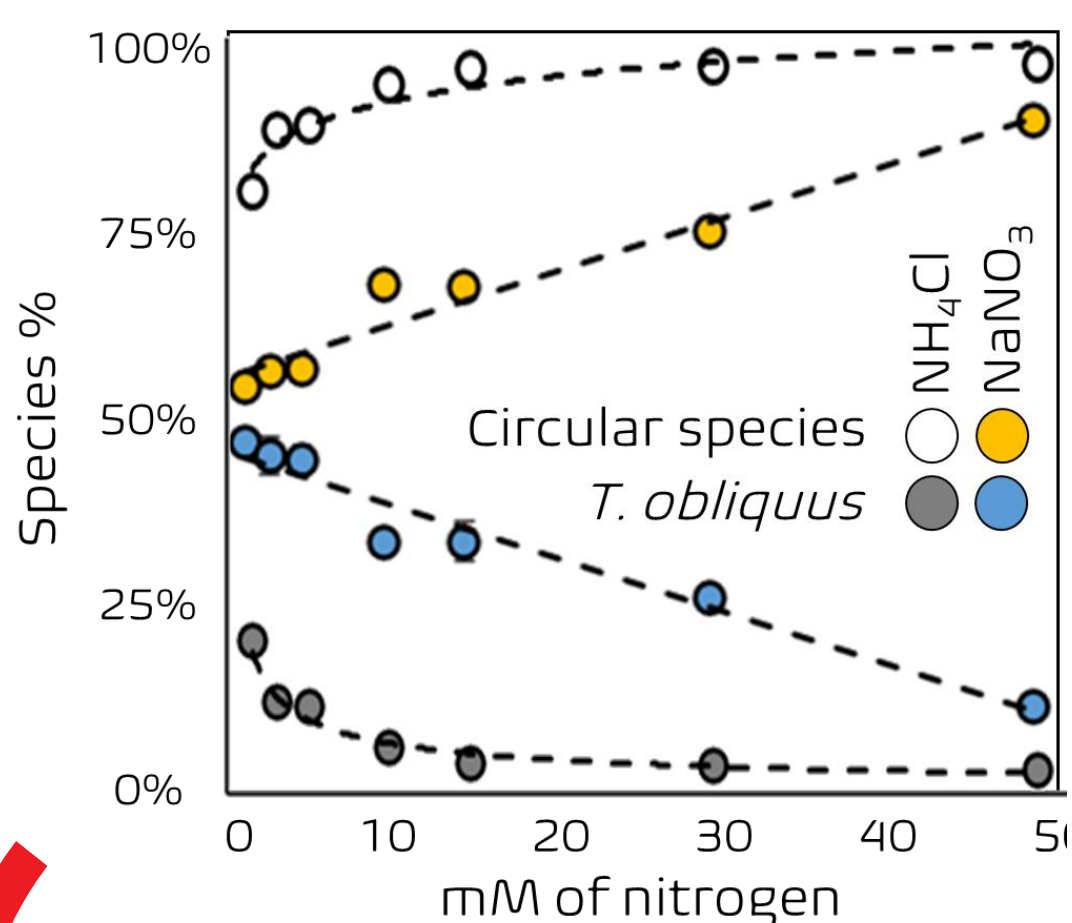 100%
75%
50%
25%
0%
Species %
NH4Cl
NaNO3
Circular species
T. obliquus
0 10 20 30 40
mM of nitrogen